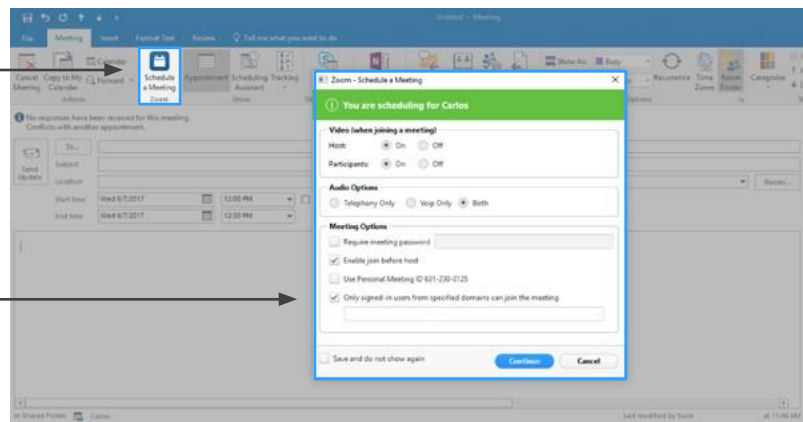 Untitled - Meeting
File Meeting Insert Format Text Review Tell me what you want to do
Cancel Meeting
Copy to My Calendar
Calendar
Forward
Actions
Schedule a Meeting
Zoom
Appointment
Scheduling Assistant
Tracking
Show
Show As: Busy
Recurrence
Time Zones
Room Finder
Categorize
Options
No responses have been received for this meeting.
Conflicts with another appointment.
Send Update
To...
Subject
Location
Rooms...
Start time Wed 6/7/2017 12:00 PM
End time Wed 6/7/2017 12:30 PM
Zoom - Schedule a Meeting
You are scheduling for Carlos
Video (when joining a meeting)
Host: On Off
Participants: On Off
Audio Options
Telephony Only Voip Only Both
Meeting Options
Require meeting password
Enable join before host
Use Personal Meeting ID 631-230-0125
Only signed-in users from specified domains can join the meeting
Save and do not show again
Continue Cancel
In Shared Folder Carlos
Last modified by Susie at 11:06 AM